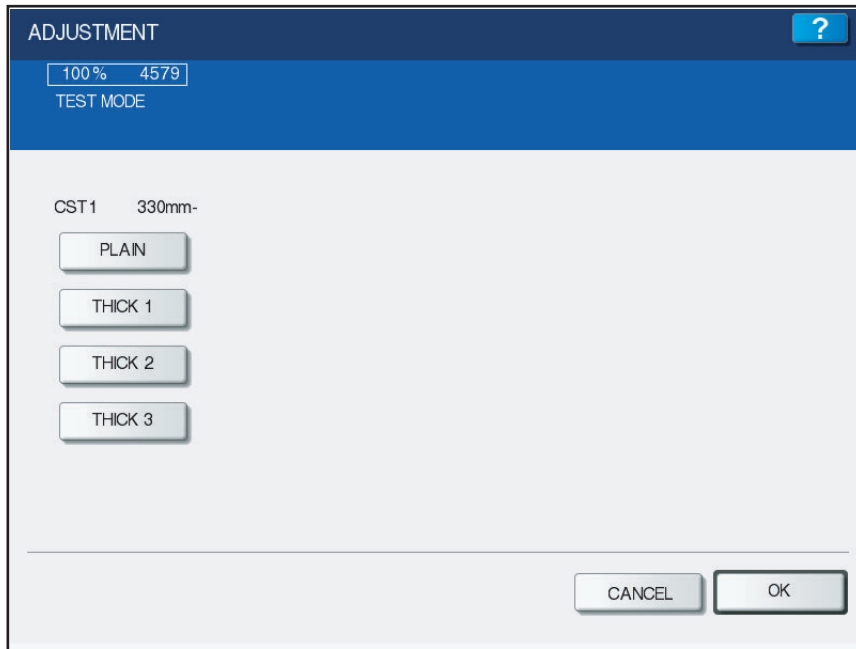 ADJUSTMENT ?
100% 4579
TEST MODE
CST1 330mm-
PLAIN
THICK 1
THICK 2
THICK 3
CANCEL OK